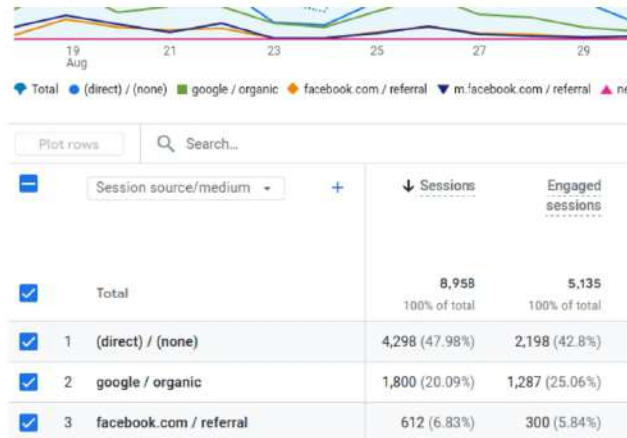 19 21 23 25 27 29
Aug
Total (direct) / (none) google / organic facebook.com / referral m.facebook.com / referral ne
Plot rows Search...
Session source/medium + Sessions Engaged
sessions
8,958 5,135
Total 100% of total 100% of total
1 (direct) / (none) 4,298 (47.98%) 2,198 (42.8%)
2 google / organic 1,800 (20.09%) 1,287 (25.06%)
3 facebook.com / referral 612 (6.83%) 300 (5.84%)